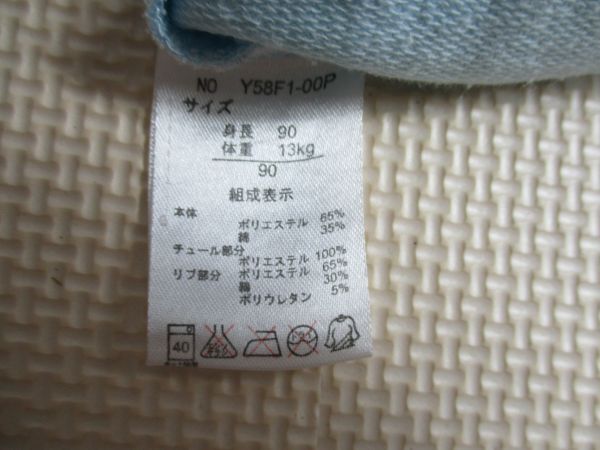 NO Y58F1-00P
サイズ
身長 90
体重 13kg
90
組成表示
本体
ポリエステル 65%
綿 35%
チュール部分
ポリエステル 100%
リブ部分 ポリエステル 65%
綿 30%
ポリウレタン 5%
40